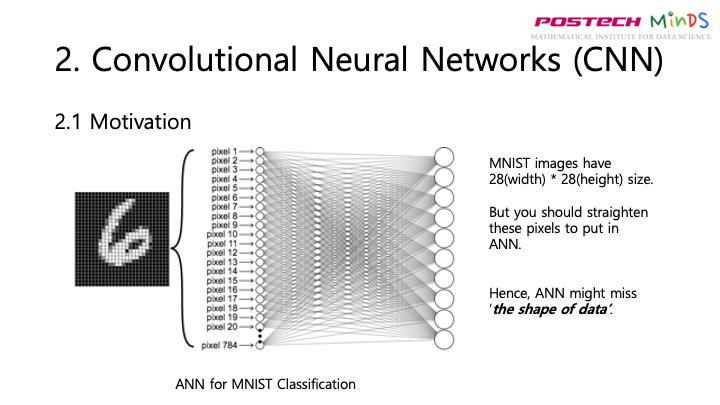 POSTECH MINDS
MATHEMATICAL INSTITUTE FOR DATA SCIENCE
2. Convolutional Neural Networks (CNN)
2.1 Motivation
pixel 1
pixel 2
pixel 3
pixel 4
pixel 5
pixel 6
pixel 7
pixel 8
pixel 9
pixel 10
pixel 11
pixel 12
pixel 13
pixel 14
pixel 15
pixel 16
pixel 17
pixel 18
pixel 19
pixel 20
pixel 784
MNIST images have
28(width) * 28(height) size.
But you should straighten
these pixels to put in
ANN.
Hence, ANN might miss
‘the shape of data’.
ANN for MNIST Classification